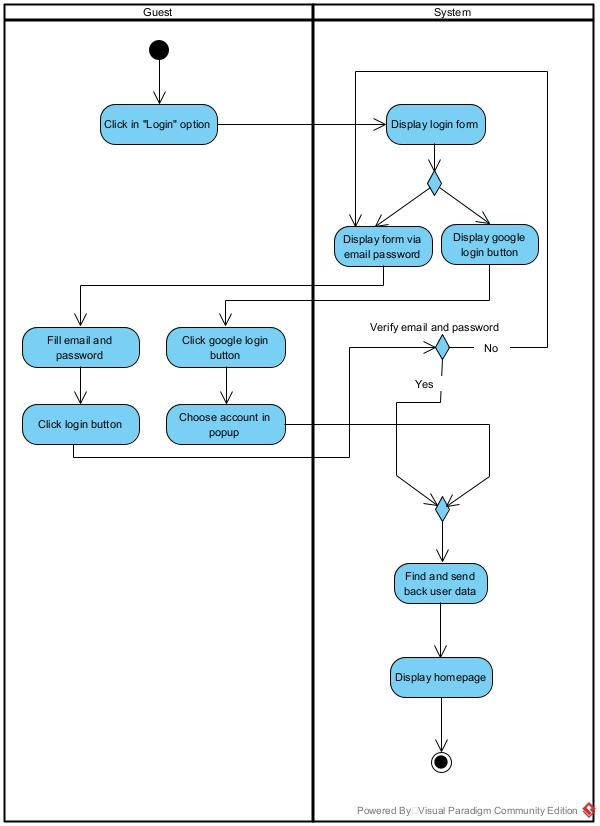 Guest
System
Click in "Login" option
Display login form
Display form via
email password
Display google
login button
Fill email and
password
Click google login
button
Verify email and password
No
Yes
Click login button
Choose account in
popup
Find and send
back user data
Display homepage
Powered By Visual Paradigm Community Edition